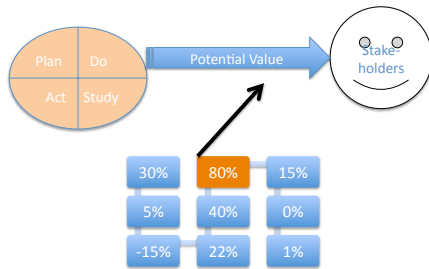 Plan
Do
Potential Value
Stake-
holders
Act
Study
30%
80%
15%
5%
40%
0%
-15%
22%
1%